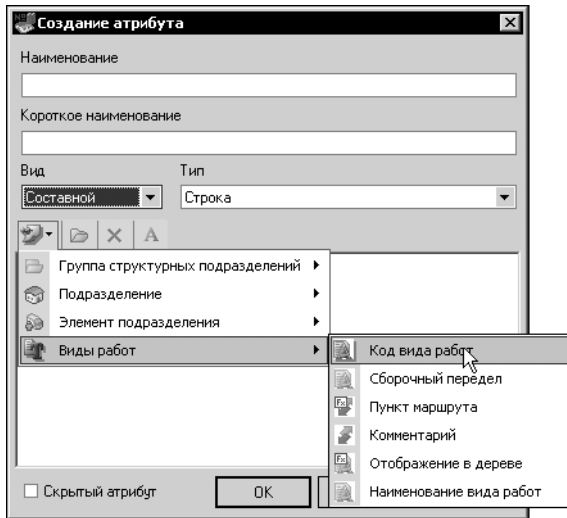 Создание атрибута
Наименование
Короткое наименование
Вид Тип
Составной Строка
A
Группа структурных подразделений
Подразделение
Элемент подразделения
Виды работ
Код вида работ
Сборочный передел
Пункт маршрута
Комментарий
Отображение в дереве
Наименование вида работ
Скрытый атрибут OK